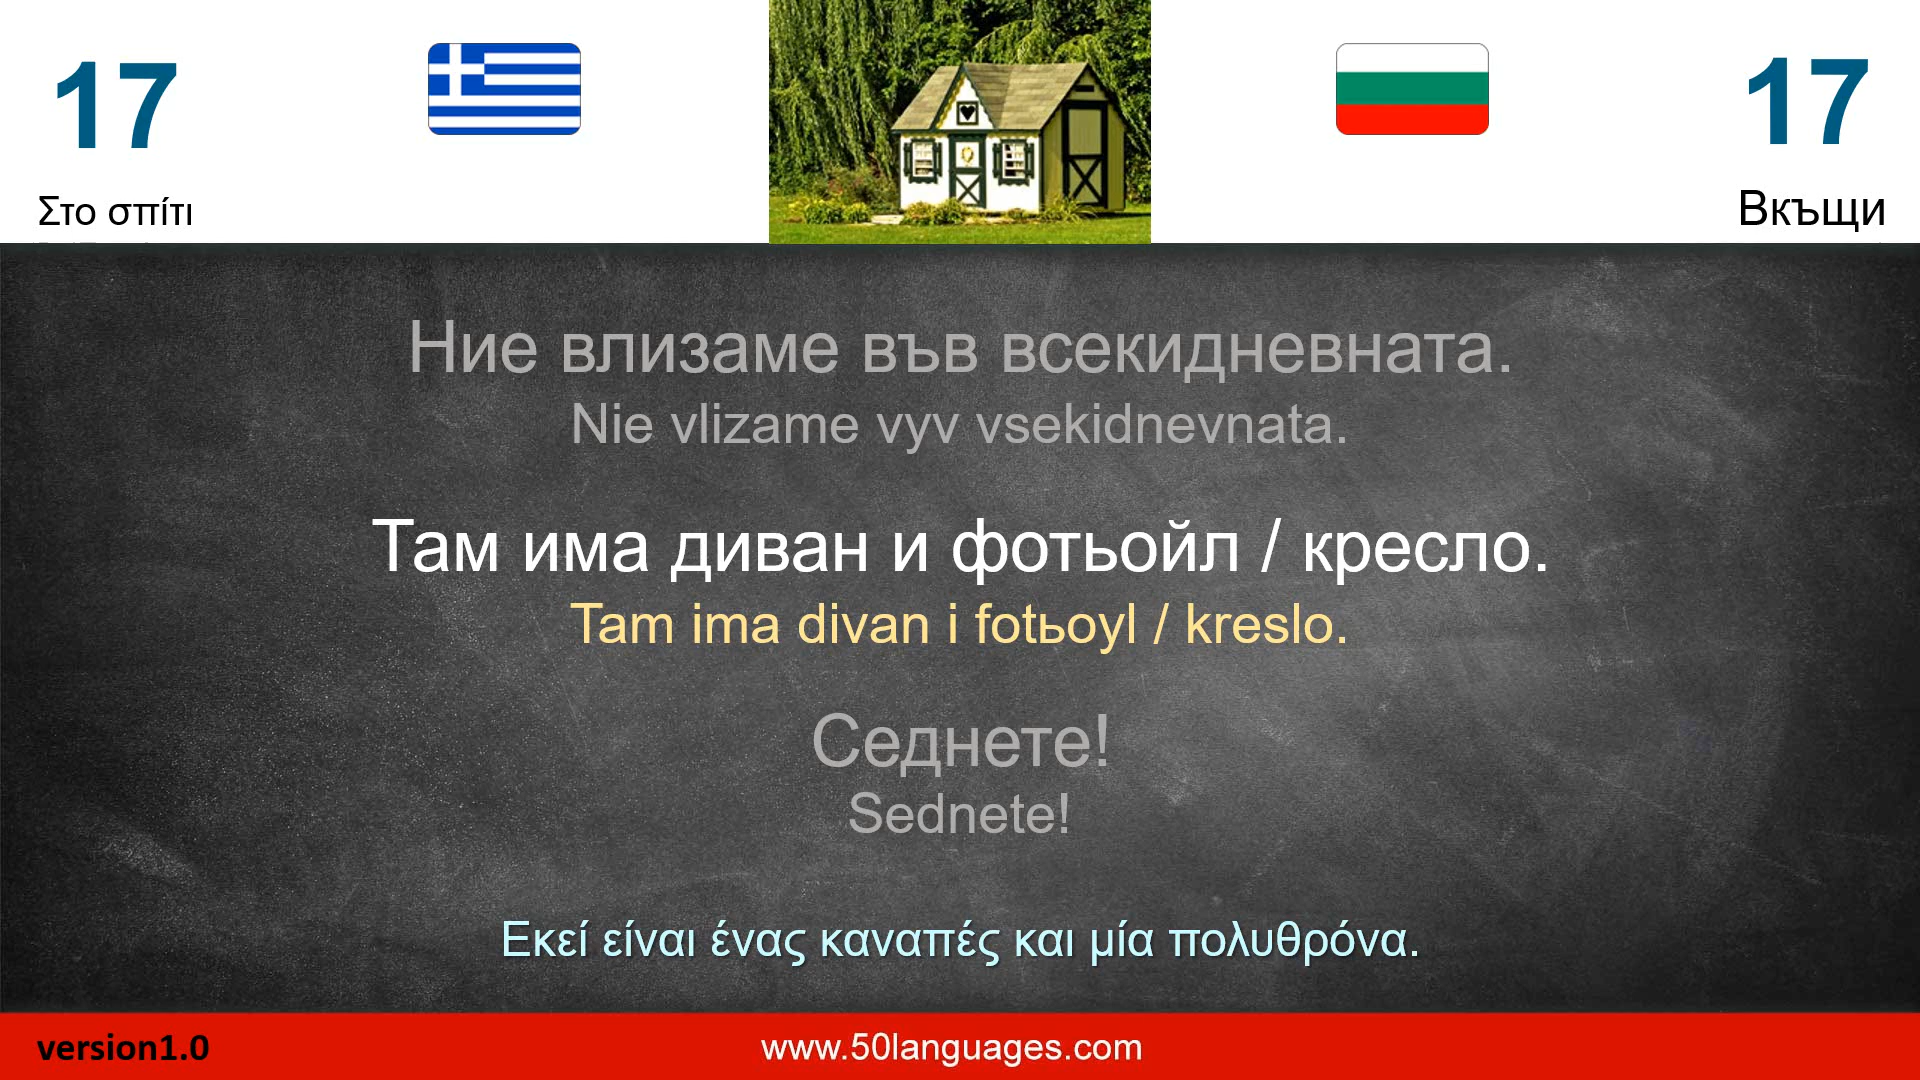 17
17
Στο σπίτι
Вкъщи
Ние влизаме във всекидневната.
Nie vlizame vyv vsekidnevnata.
Там има диван и фотьойл / кресло.
Tam ima divan i fotьoyl / kreslo.
Седнете!
Sednete!
Εκεί είναι ένας καναπές και μία πολυθρόνα.
version1.0
www.50languages.com